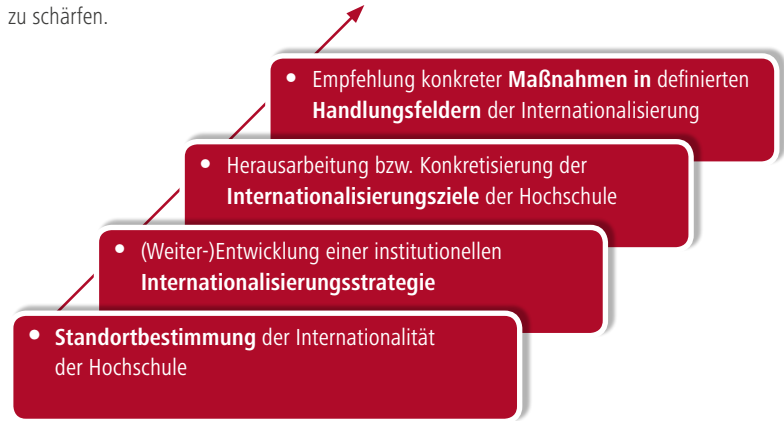 zu schärfen.
• Empfehlung konkreter Maßnahmen in definierten
Handlungsfeldern der Internationalisierung
• Herausarbeitung bzw. Konkretisierung der
Internationalisierungsziele der Hochschule
• (Weiter-)Entwicklung einer institutionellen
Internationalisierungsstrategie
• Standortbestimmung der Internationalität
der Hochschule